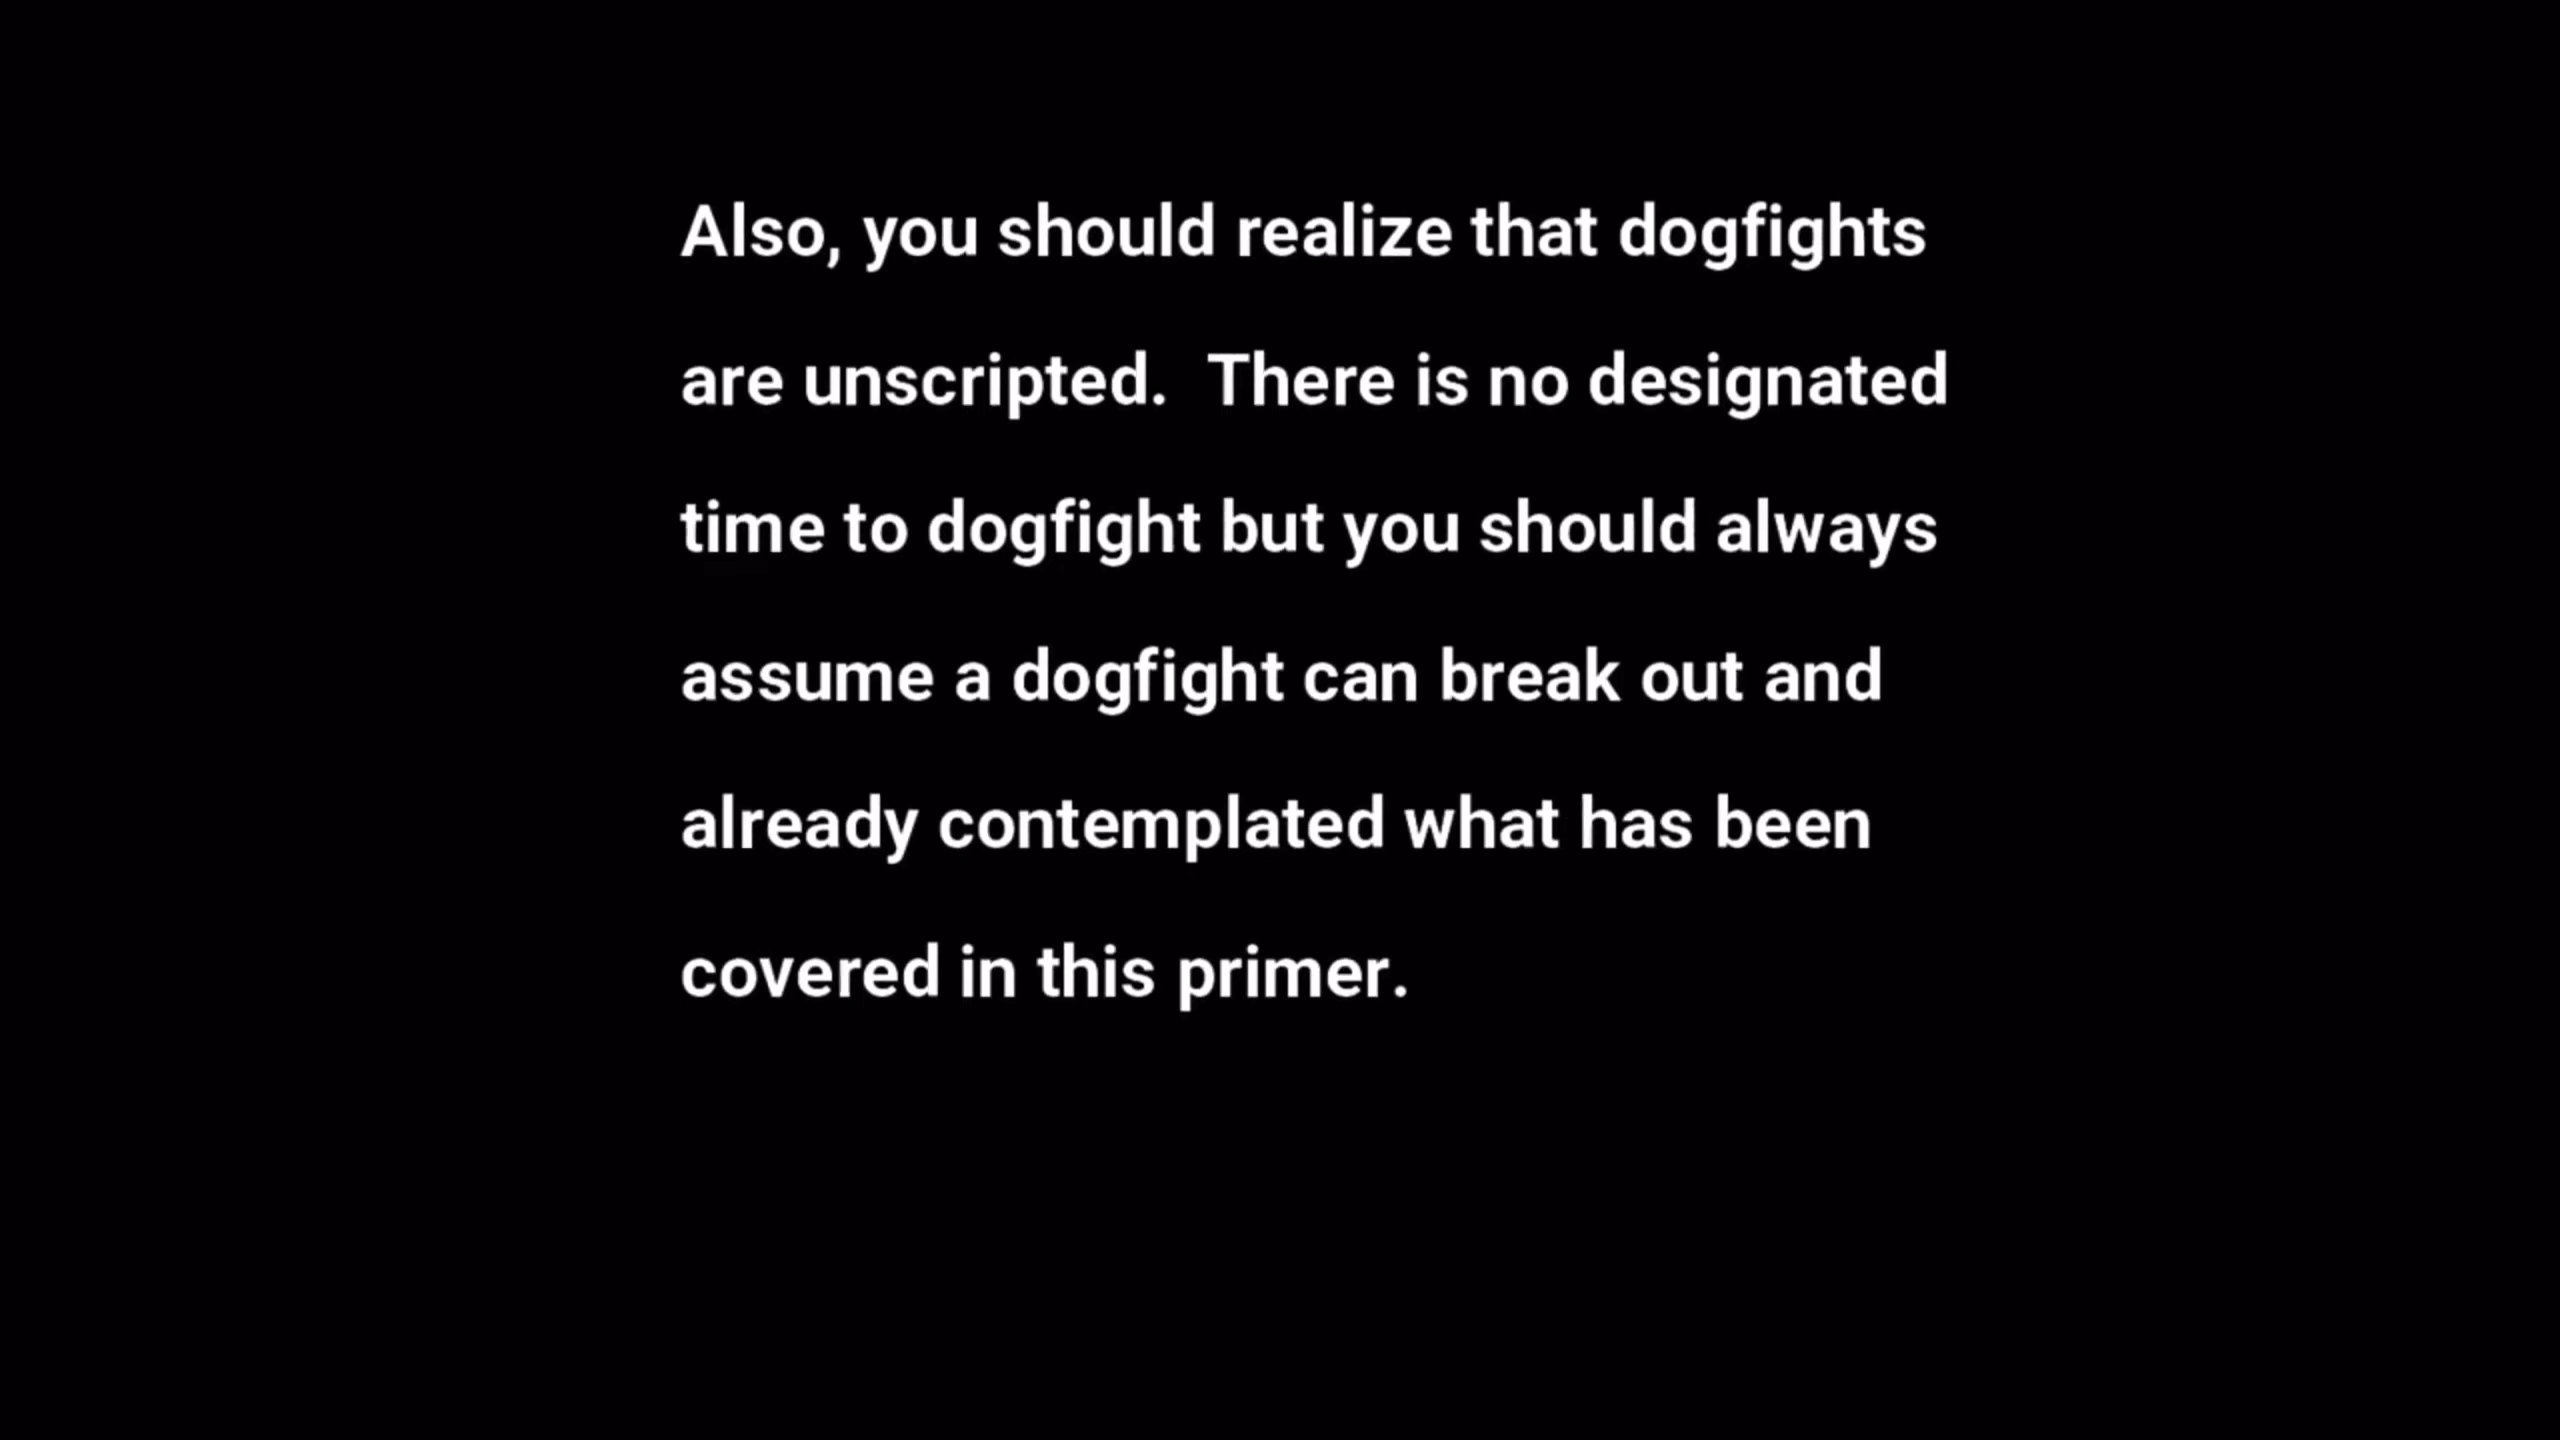 Also, you should realize that dogfights
are unscripted.  There is no designated
time to dogfight but you should always
assume a dogfight can break out and
already contemplated what has been
covered in this primer.